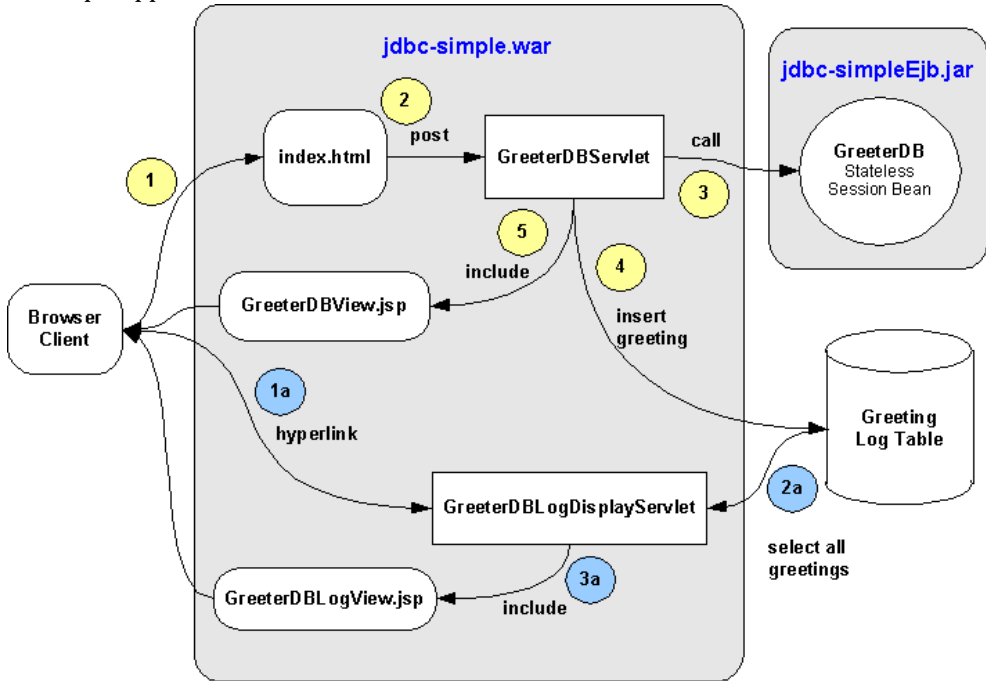 jdbc-simple.war
jdbc-simpleEjb.jar
2
post
index.html
GreeterDBServlet
call
3
GreeterDB
Stateless
Session Bean
1
5
include
4
GreeterDBView.jsp
insert
greeting
Browser
Client
1a
hyperlink
Greeting
Log Table
GreeterDBLogDisplayServlet
2a
select all
greetings
3a
include
GreeterDBLogView.jsp